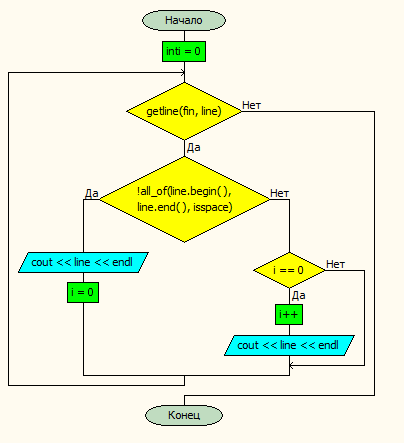 Начало
inti = 0
getline(fin, line)
Нет
Да
Да
!all_of(line.begin( ),
line.end( ), isspace)
Нет
cout << line << endl
i == 0
Нет
i = 0
Да
i++
cout << line << endl
Конец